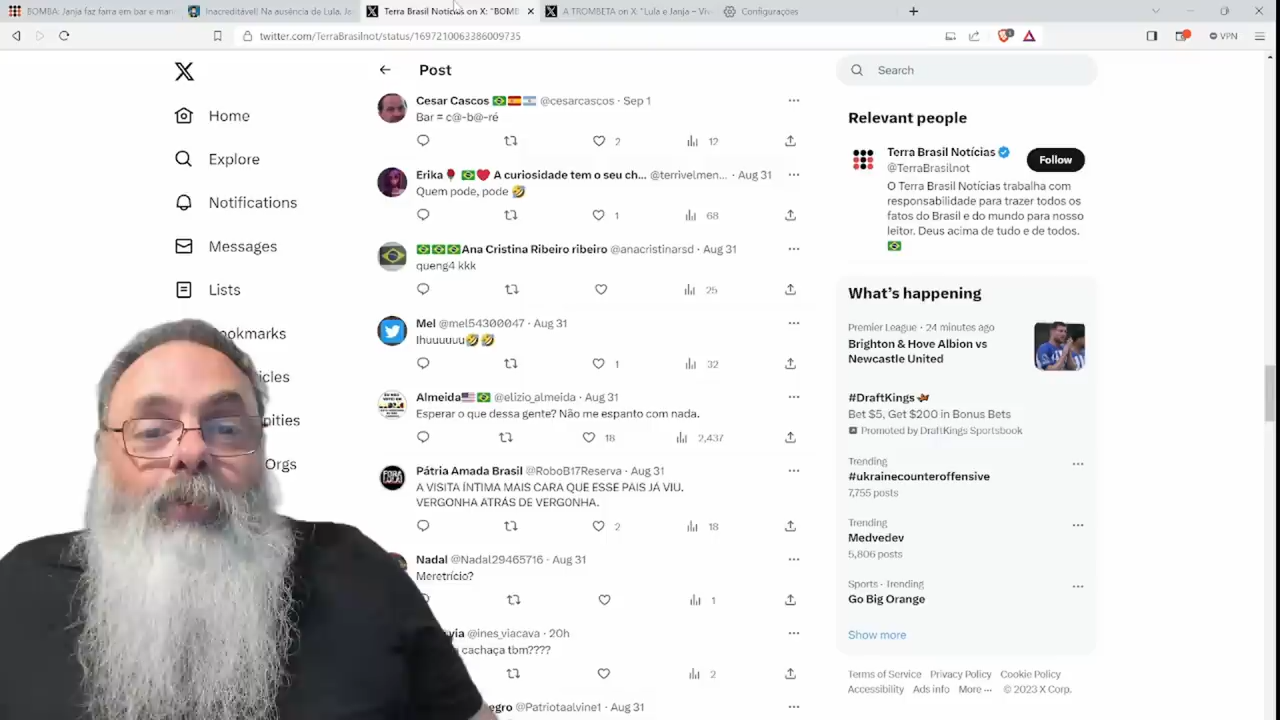 BOMBA: Janja faz farra em bar e man
Inacreditável! Na ausência de Lula, Ja
Terra Brasil Notícias on X: "BOMB
A TROMBETA on X: "Lula e Janja – Vi
Configurações
twitter.com/TerraBrasilnot/status/1697210063386009735
VPN
Home
Explore
Notifications
Messages
Lists
ookmarks
icles
nities
Orgs
Post
Cesar Cascos @cesarcascos · Sep 1
Bar = c@-b@-ré
2
12
Erika A curiosidade tem o seu ch... @terrivelmen... · Aug 31
Quem pode, pode
1
68
Ana Cristina Ribeiro ribeiro @anacristinarsd · Aug 31
queng4 kkk
25
Mel @mel54300047 · Aug 31
Ihuuuuu
1
32
Almeida @elizio_almeida · Aug 31
Esperar o que dessa gente? Não me espanto com nada.
18
2,437
Pátria Amada Brasil @RoboB17Reserva · Aug 31
A VISITA ÍNTIMA MAIS CARA QUE ESSE PAIS JÁ VIU.
VERGONHA ATRÁS DE VERGONHA.
2
18
Nadal @Nadal29465716 · Aug 31
Meretrício?
1
via @ines_viacava · 20h
cachaça tbm????
2
egro @Patriotaalvine1 · Aug 31
Search
Relevant people
Terra Brasil Notícias
@TerraBrasilnot
Follow
O Terra Brasil Notícias trabalha com
responsabilidade para trazer todos os
fatos do Brasil e do mundo para nosso
leitor. Deus acima de tudo e de todos.
What's happening
Premier League · 24 minutes ago
Brighton & Hove Albion vs
Newcastle United
#DraftKings
Bet $5, Get $200 in Bonus Bets
Promoted by DraftKings Sportsbook
Trending
#ukrainecounteroffensive
7,755 posts
Trending
Medvedev
5,806 posts
Sports · Trending
Go Big Orange
Show more
Terms of Service Privacy Policy Cookie Policy
Accessibility Ads info More ··· © 2023 X Corp.